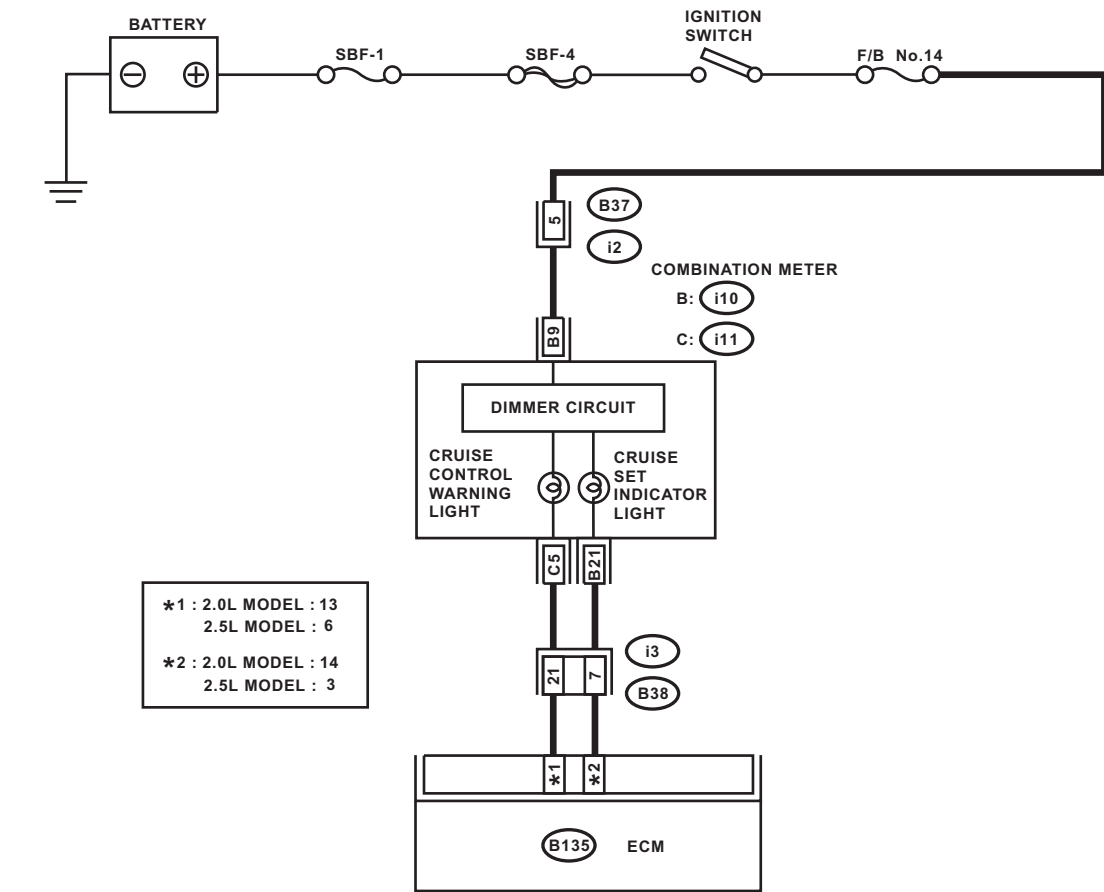 BATTERY
SBF-1
SBF-4
IGNITION
SWITCH
F/B No.14
5
B37
i2
COMBINATION METER
B: i10
C: i11
B9
DIMMER CIRCUIT
CRUISE
CONTROL
WARNING
LIGHT
CRUISE
SET
INDICATOR
LIGHT
C5
B21
*1 : 2.0L MODEL : 13
2.5L MODEL : 6
*2 : 2.0L MODEL : 14
2.5L MODEL : 3
21
7
i3
B38
*1
*2
B135
ECM